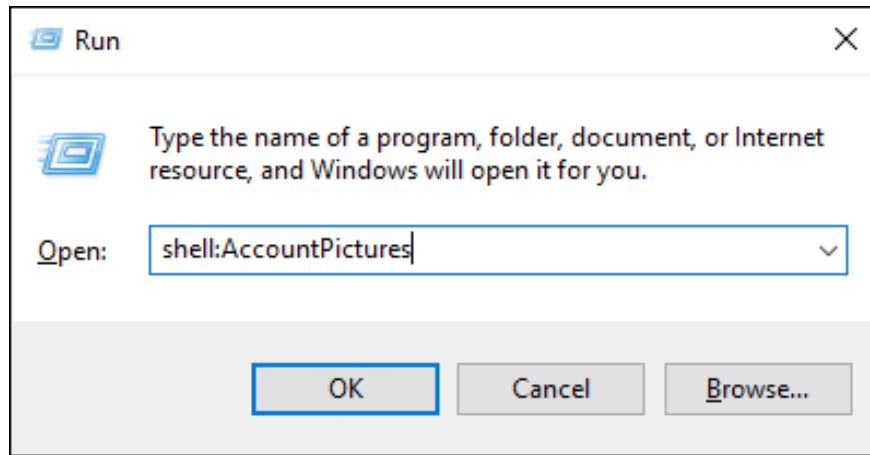 Run
Type the name of a program, folder, document, or Internet
resource, and Windows will open it for you.
Open: shell:AccountPictures
OK Cancel Browse...